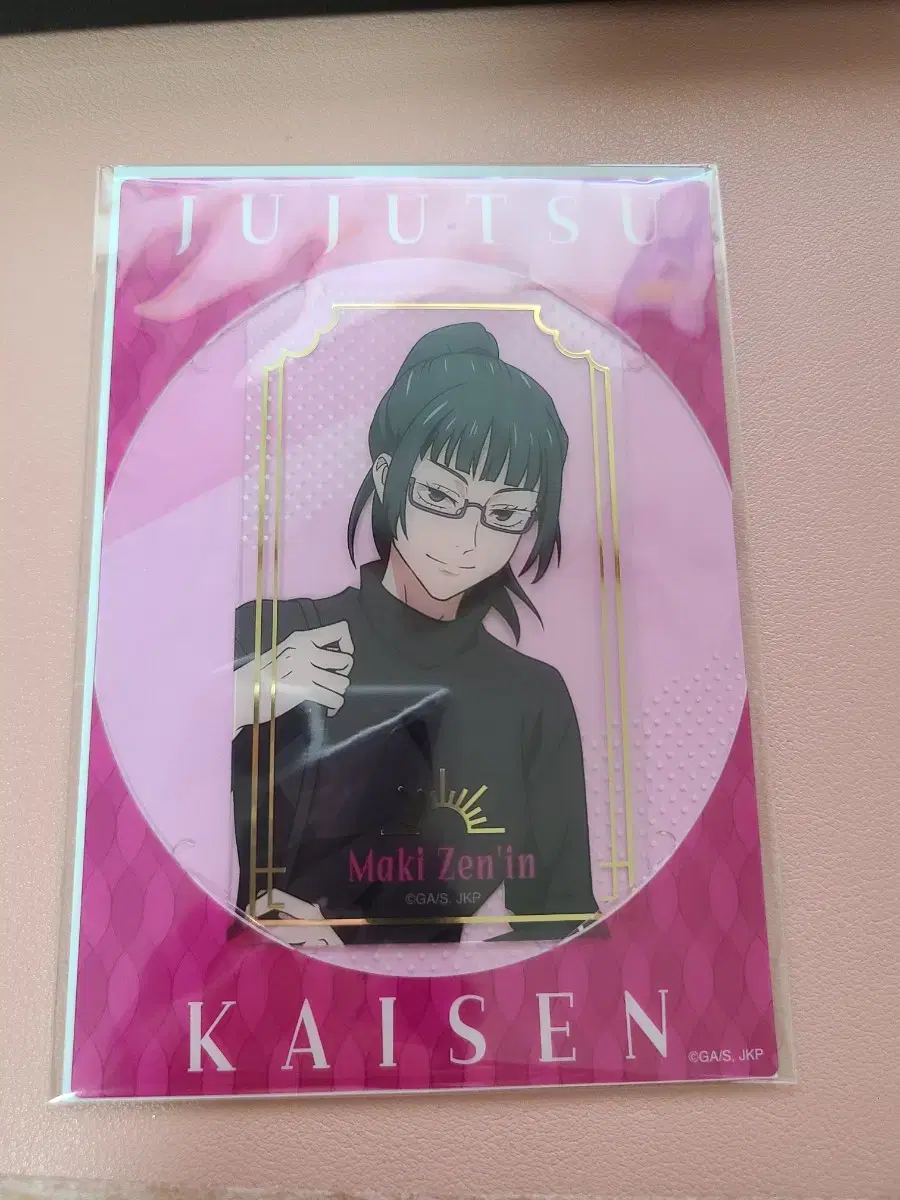 JUJUTSU
Maki Zen'in
©GA/S. JKP
KAISEN
©GA/S. JKP